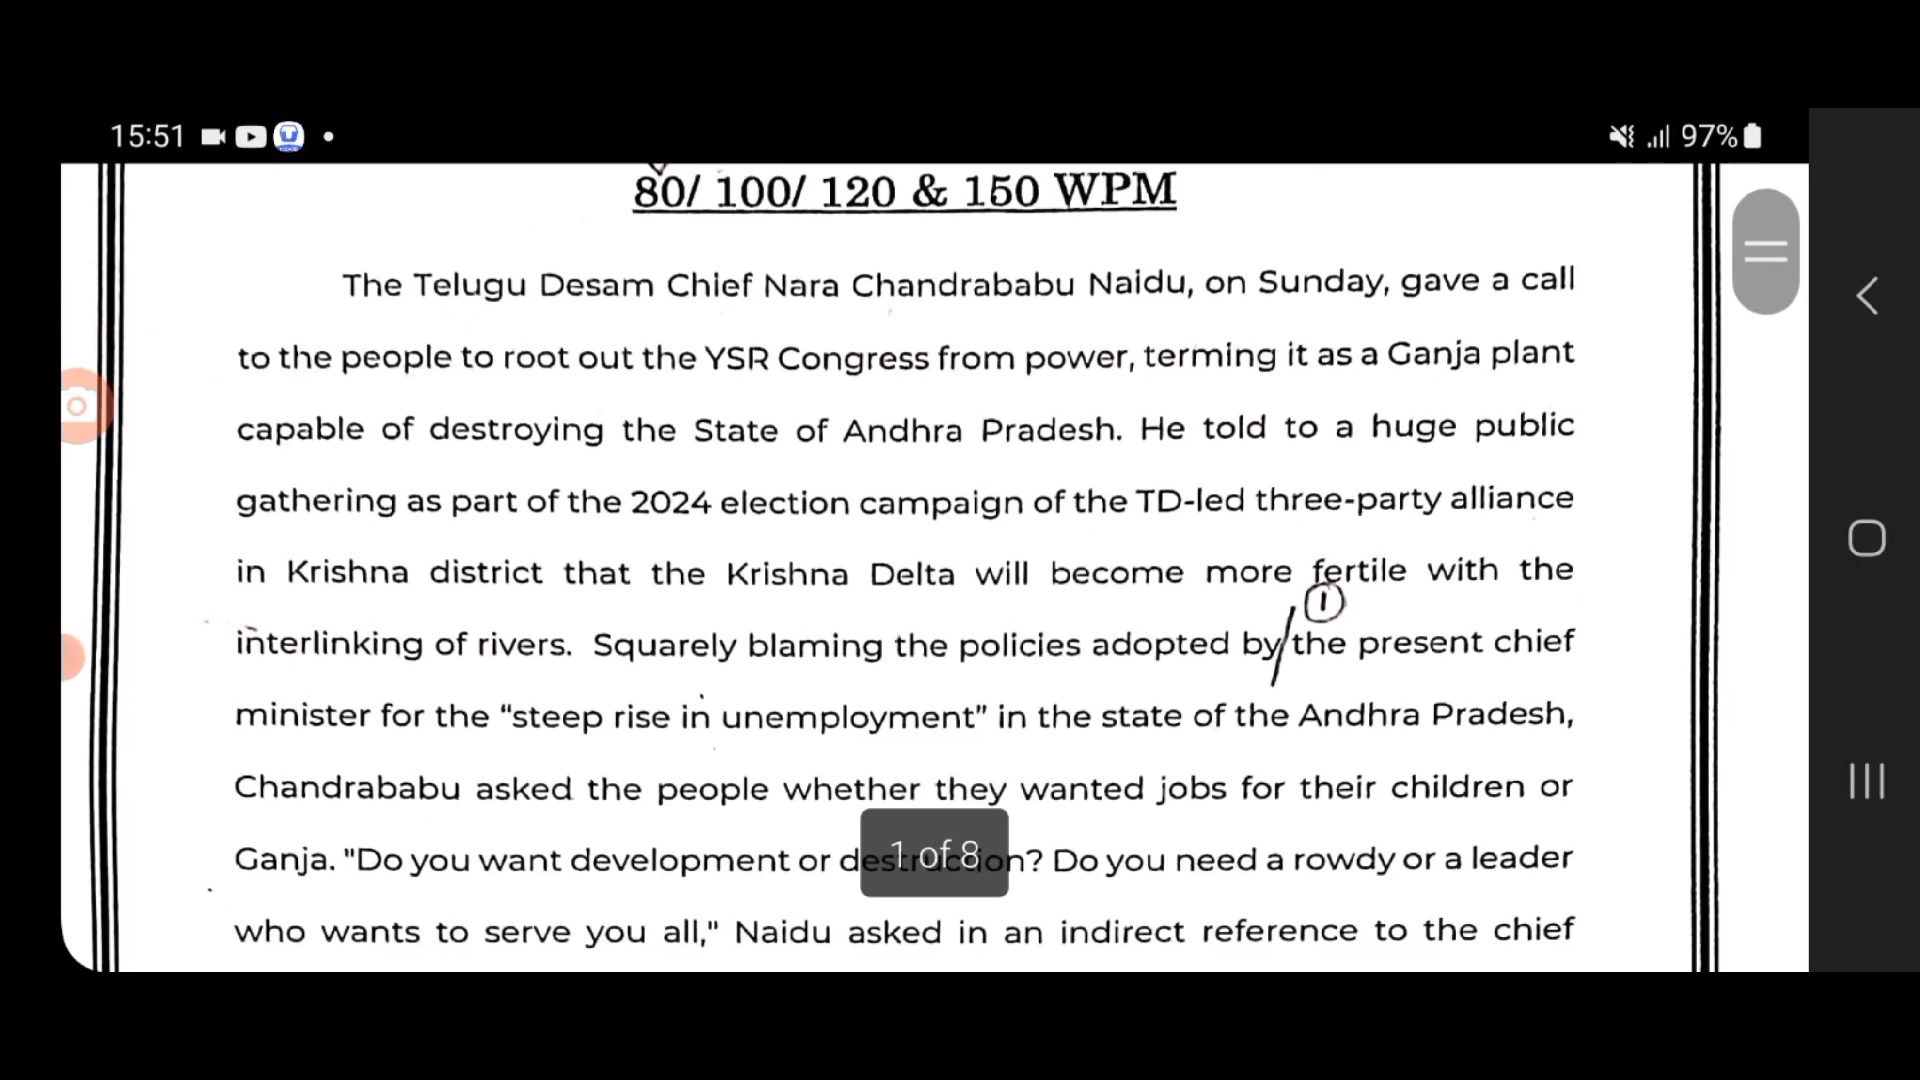 15:51
97%
80/ 100/ 120 & 150 WPM
The Telugu Desam Chief Nara Chandrababu Naidu, on Sunday, gave a call
to the people to root out the YSR Congress from power, terming it as a Ganja plant
capable of destroying the State of Andhra Pradesh. He told to a huge public
gathering as part of the 2024 election campaign of the TD-led three-party alliance
in Krishna district that the Krishna Delta will become more fertile with the
1
interlinking of rivers. Squarely blaming the policies adopted by/the present chief
minister for the “steep rise in unemployment” in the state of the Andhra Pradesh,
Chandrababu asked the people whether they wanted jobs for their children or
Ganja. "Do you want development or destruction? Do you need a rowdy or a leader
1 of 8
who wants to serve you all," Naidu asked in an indirect reference to the chief